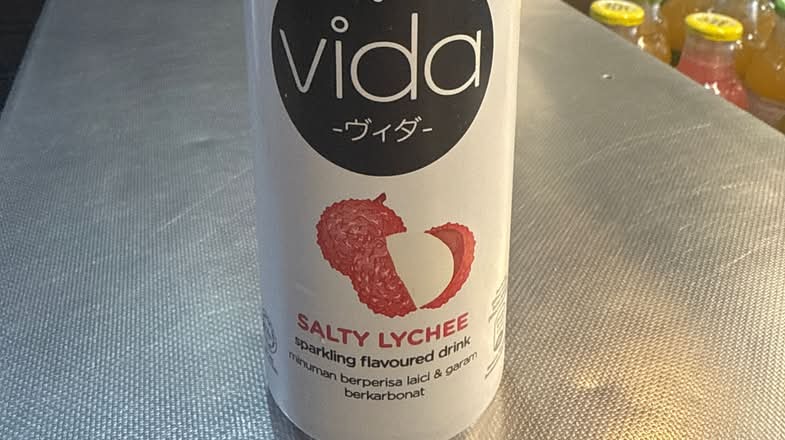 vida
-ヴィダ-
SALTY LYCHEE
sparkling flavoured drink
minuman berperisa laici & garam
berkarbonat